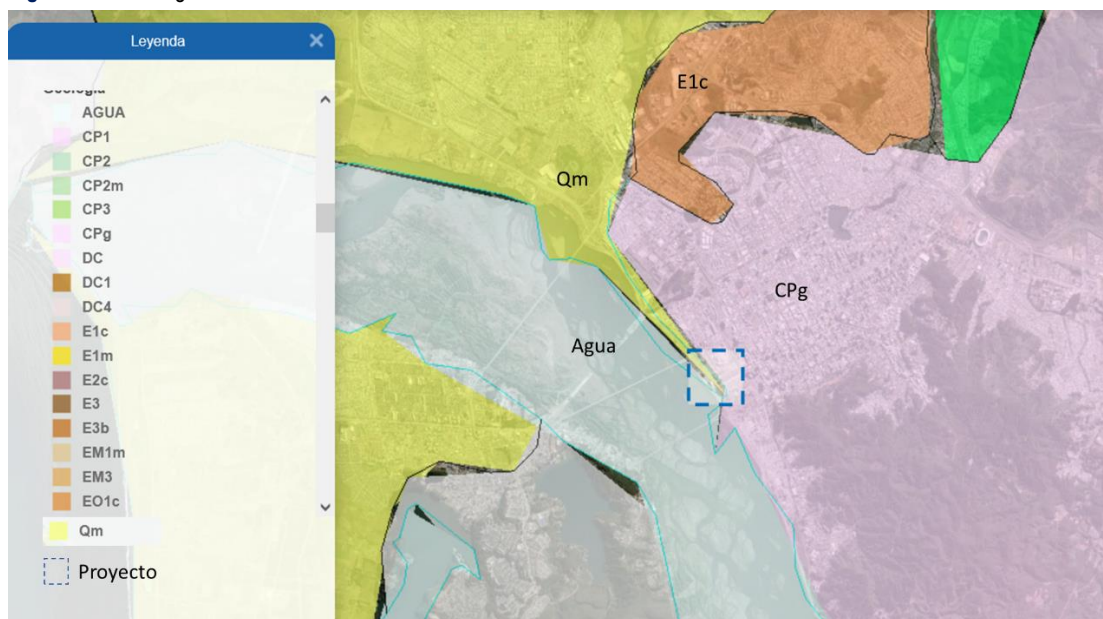 Leyenda
AGUA
CP1
CP2
CP2m
CP3
CPg
DC
DC1
DC4
E1c
E1m
E2c
E3
E3b
EM1m
EM3
EO1c
Qm
Proyecto
E1c
Qm
CPg
Agua